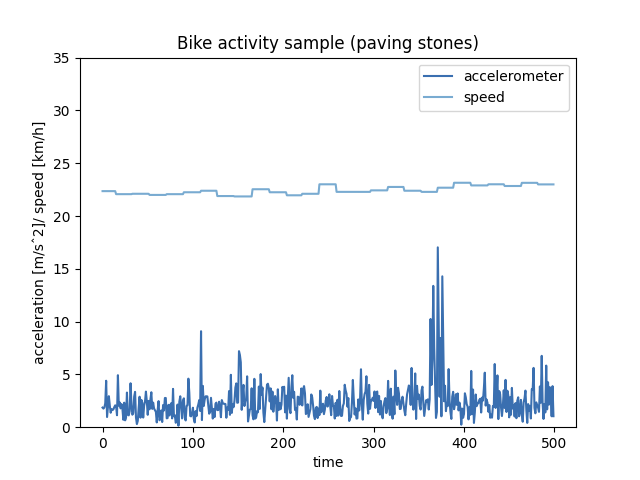 Bike activity sample (paving stones)
accelerometer
speed
35
30
25
20
15
10
5
0
acceleration [m/sˆ2]/ speed [km/h]
0 100 200 300 400 500
time